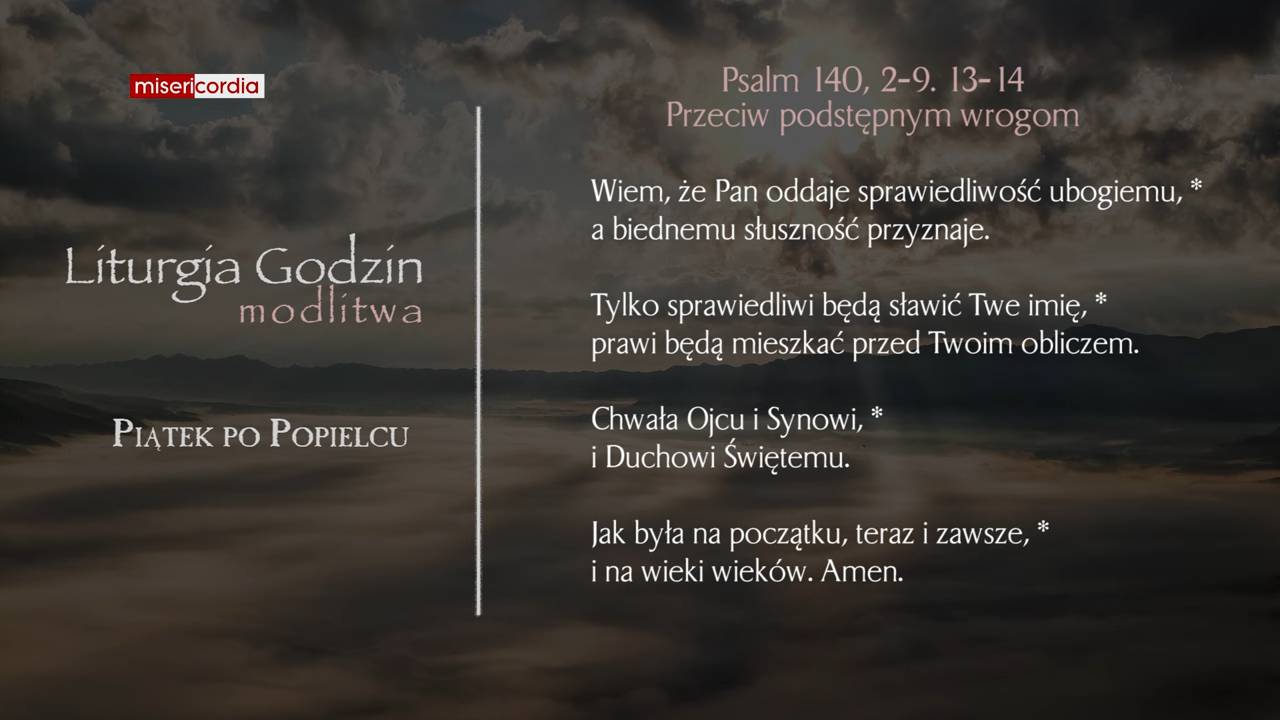 misericordia
Liturgia Godzin
modlitwa
Piątek po Popielcu
Psalm 140, 2-9. 13-14
Przeciw podstępnym wrogom
Wiem, że Pan oddaje sprawiedliwość ubogiemu, *
a biednemu słuszność przyznaje.
Tylko sprawiedliwi będą sławić Twe imię, *
prawi będą mieszkać przed Twoim obliczem.
Chwała Ojcu i Synowi, *
i Duchowi Świętemu.
Jak była na początku, teraz i zawsze, *
i na wieki wieków. Amen.